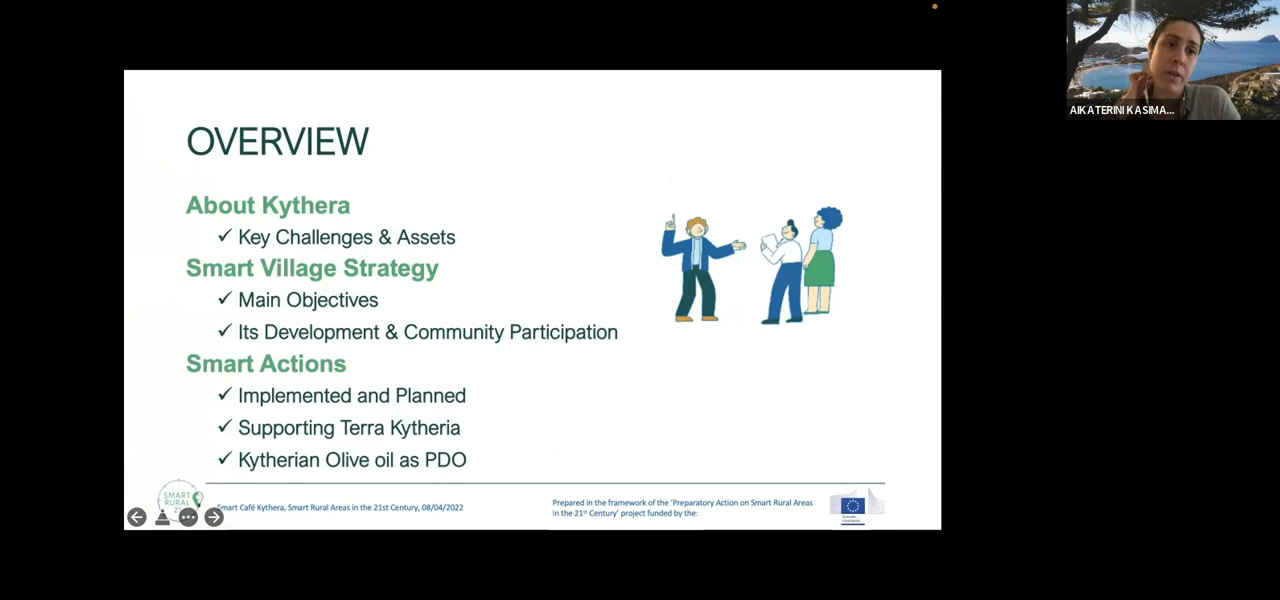 AIKATERINI KASIMA...
OVERVIEW
About Kythera
✓ Key Challenges & Assets
Smart Village Strategy
✓ Main Objectives
✓ Its Development & Community Participation
Smart Actions
✓ Implemented and Planned
✓ Supporting Terra Kytheria
✓ Kytherian Olive oil as PDO
SMART
RURAL
Smart Café Kythera, Smart Rural Areas in the 21st Century, 08/04/2022
Prepared in the framework of the 'Preparatory Action on Smart Rural Areas
in the 21st Century' project funded by the: